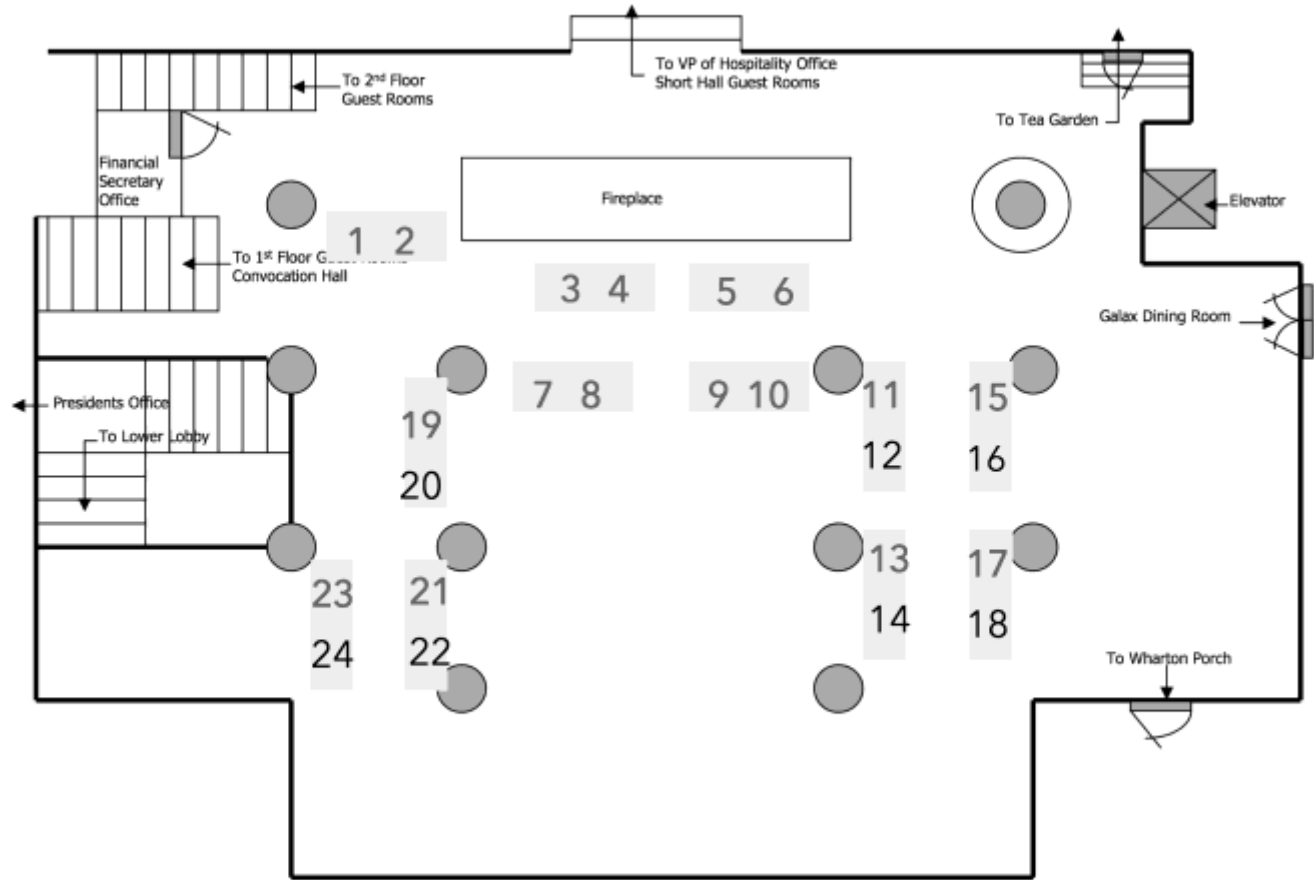 To VP of Hospitality Office
Short Hall Guest Rooms
To 2nd Floor
Guest Rooms
To Tea Garden
Financial
Secretary
Office
Fireplace
Elevator
1 2
To 1st Floor Guest Rooms
Convocation Hall
3 4
5 6
Galax Dining Room
Presidents Office
7 8
9 10
11
15
19
To Lower Lobby
12
16
20
13
17
23
21
14
18
24
22
To Wharton Porch